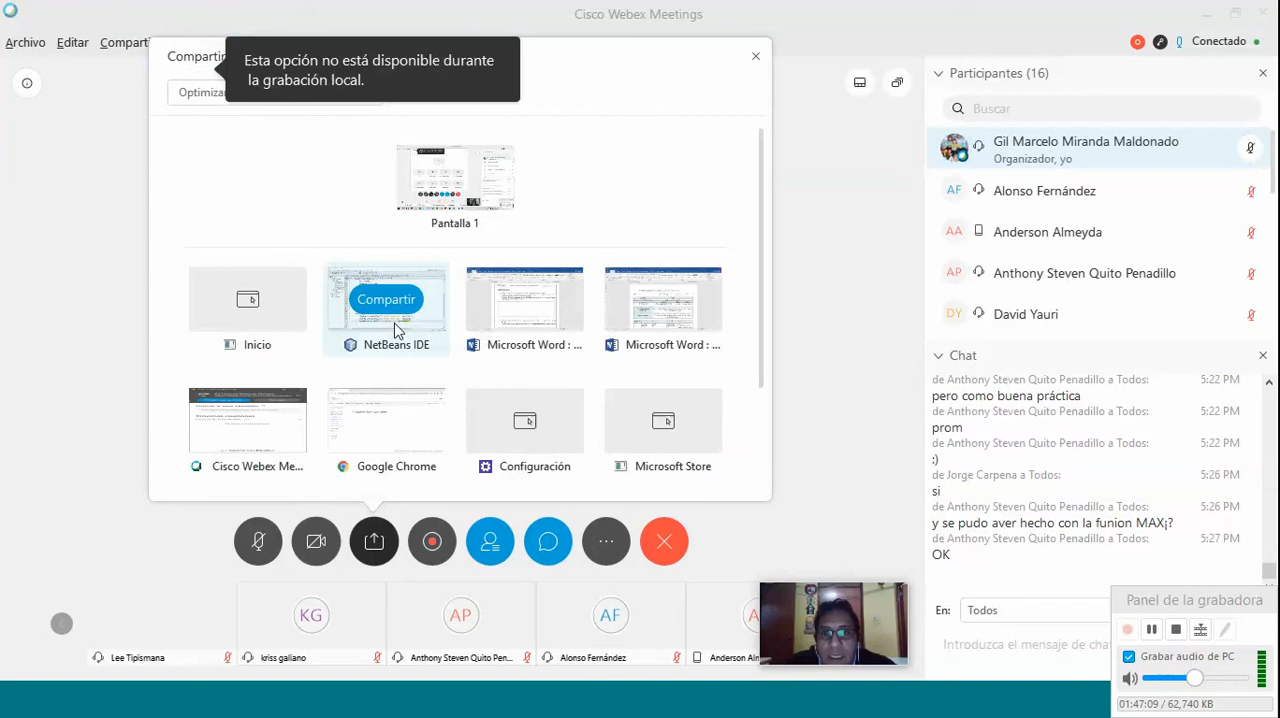 Cisco Webex Meetings
Archivo Editar Comparti
Conectado
Compartir
Esta opción no está disponible durante
la grabación local.
Optimizar
Pantalla 1
Compartir
Inicio
NetBeans IDE
Microsoft Word : ...
Microsoft Word : ...
Cisco Webex Me...
Google Chrome
Configuración
Microsoft Store
KG
AP
AF
A
Lee Tipismana
kriss galiano
Anthony Steven Quito Pen...
Alonso Fernández
Anderson Almeyda
Participantes (16)
Buscar
Gil Marcelo Miranda Maldonado
Organizador, yo
AF Alonso Fernández
AA Anderson Almeyda
AP Anthony Steven Quito Penadillo
DY David Yauri
Chat
de Anthony Steven Quito Penadillo a Todos: 5:22 PM
pero como buena práctica
de Anthony Steven Quito Penadillo a Todos: 5:22 PM
prom
de Anthony Steven Quito Penadillo a Todos: 5:22 PM
:)
de Jorge Carpena a Todos: 5:26 PM
si
de Anthony Steven Quito Penadillo a Todos: 5:26 PM
y se pudo aver hecho con la funion MAX¡?
de Anthony Steven Quito Penadillo a Todos: 5:27 PM
OK
En: Todos
Introduzca el mensaje de chat
Panel de la grabadora
Grabar audio de PC
01:47:09 / 62,740 KB